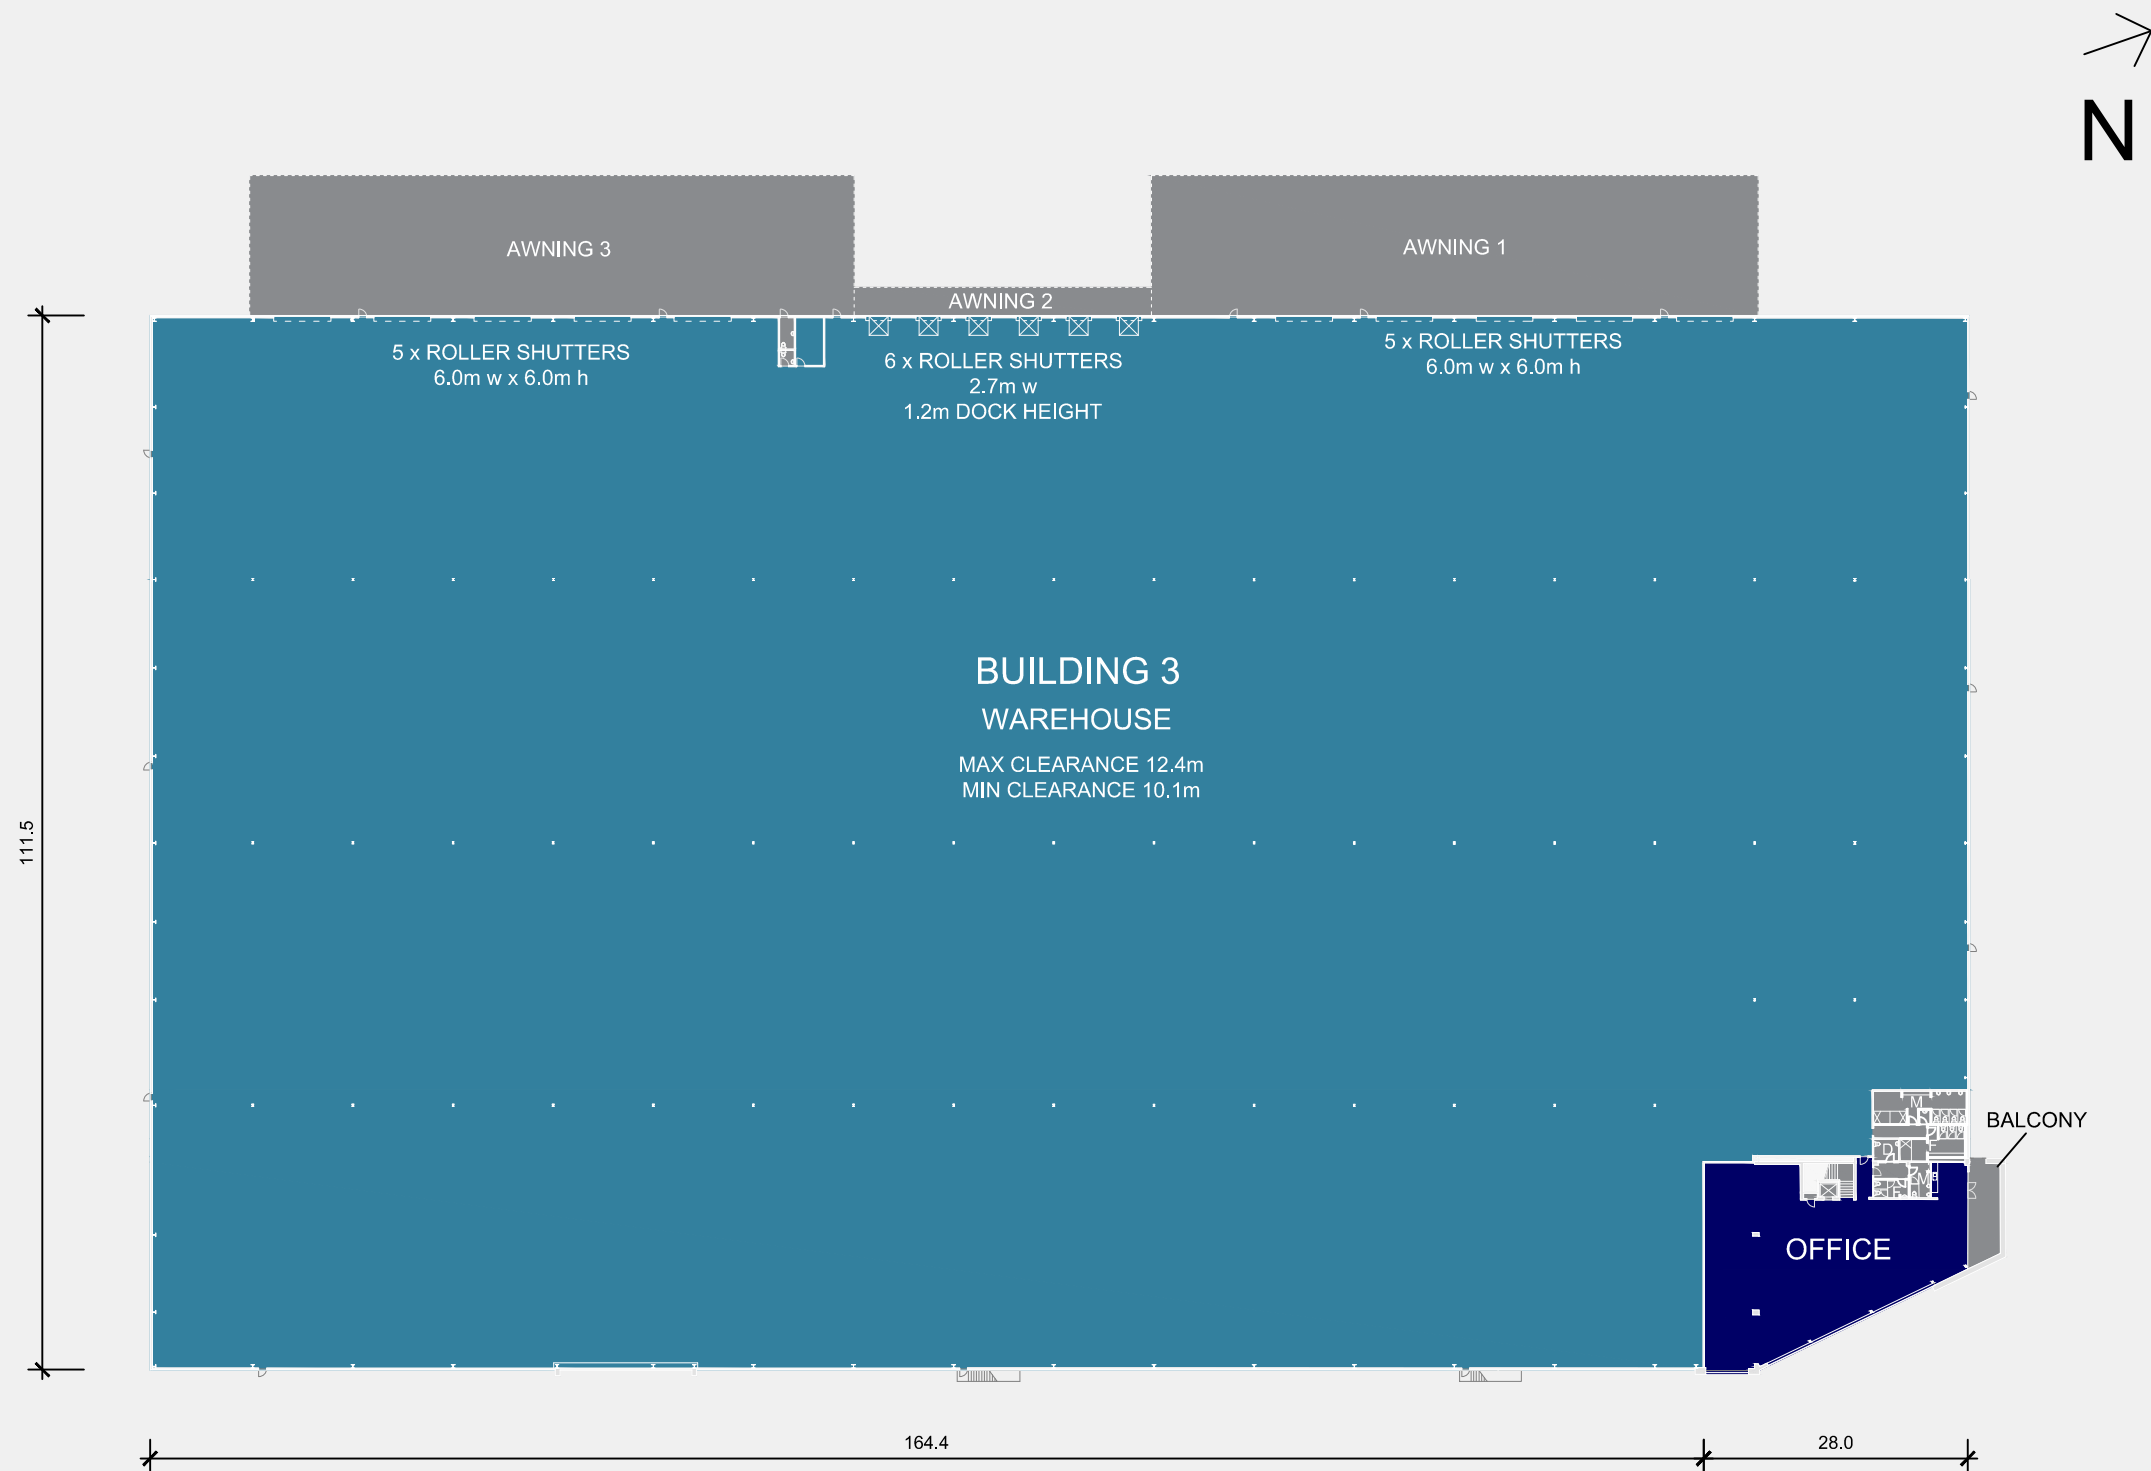 N
AWNING 3
AWNING 1
AWNING 2
5 x ROLLER SHUTTERS
6.0m w x 6.0m h
6 x ROLLER SHUTTERS
2.7m w
1.2m DOCK HEIGHT
5 x ROLLER SHUTTERS
6.0m w x 6.0m h
BUILDING 3
WAREHOUSE
MAX CLEARANCE 12.4m
MIN CLEARANCE 10.1m
111.5
M
BALCONY
D
F
M
F
OFFICE
164.4
28.0